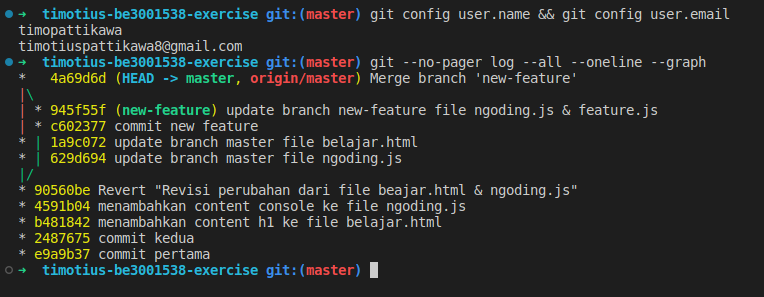 ➜  timotius-be3001538-exercise git:(master) git config user.name && git config user.email
timopattikawa
timotiuspattikawa8@gmail.com
➜  timotius-be3001538-exercise git:(master) git --no-pager log --all --oneline --graph
*   4a69d6d (HEAD -> master, origin/master) Merge branch 'new-feature'
|\
| * 945f55f (new-feature) update branch new-feature file ngoding.js & feature.js
| * c602377 commit new feature
* | 1a9c072 update branch master file belajar.html
* | 629d694 update branch master file ngoding.js
|/
* 90560be Revert "Revisi perubahan dari file beajar.html & ngoding.js"
* 4591b04 menambahkan content console ke file ngoding.js
* b481842 menambahkan content h1 ke file belajar.html
* 2487675 commit kedua
* e9a9b37 commit pertama
➜  timotius-be3001538-exercise git:(master)